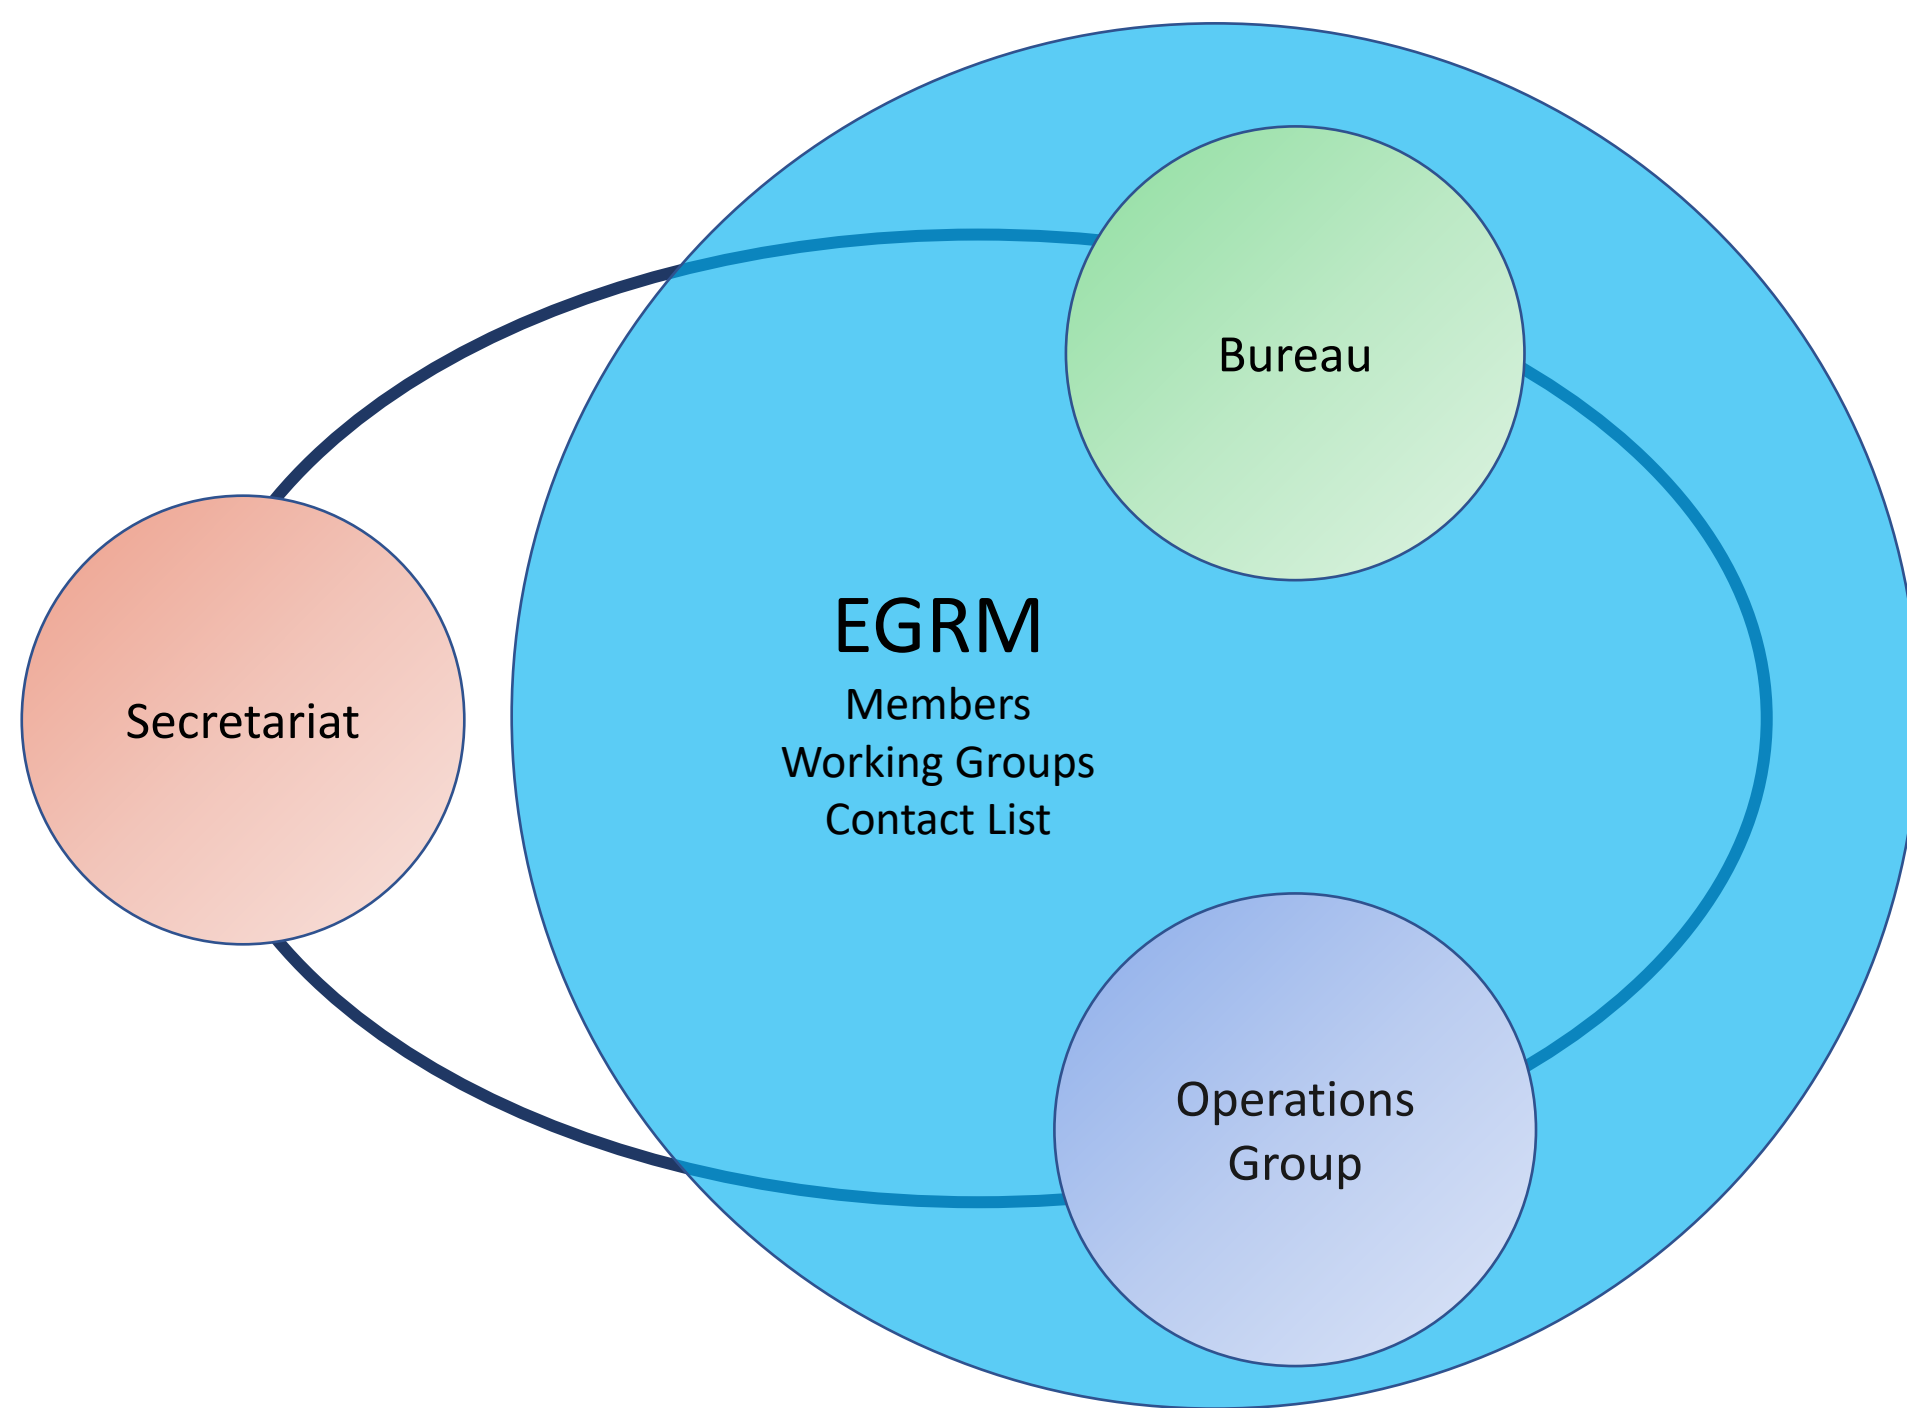 Bureau
EGRM
Members
Working Groups
Contact List
Secretariat
Operations
Group